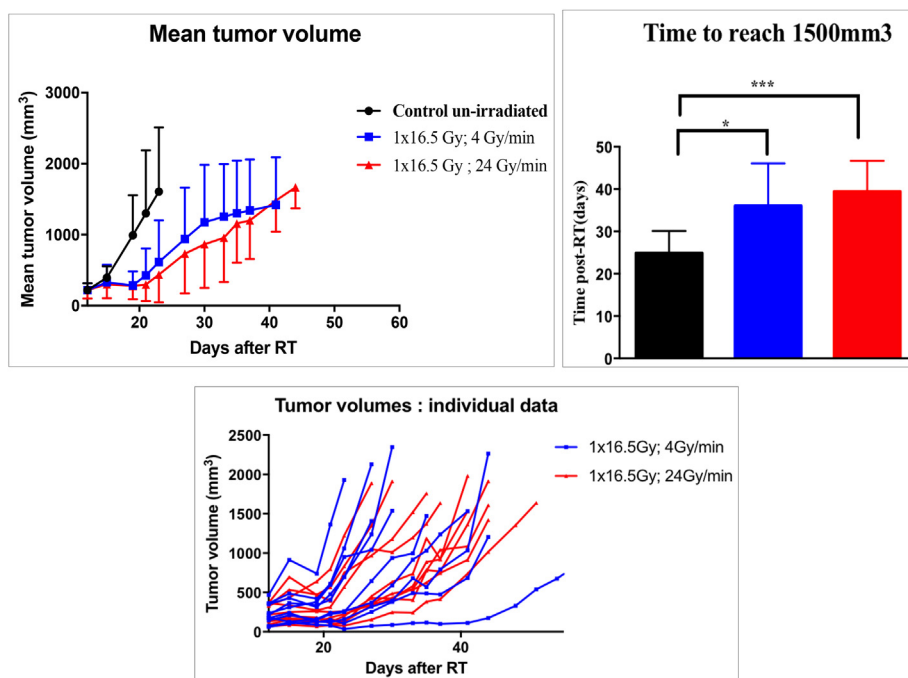 Mean tumor volume
Mean tumor volume (mm³)
3000
2000
1000
0
20
30
40
50
60
Days after RT
Control un-irradiated
1x16.5 Gy; 4 Gy/min
1x16.5 Gy ; 24 Gy/min
Time to reach 1500mm3
***
*
Time post-RT(days)
50
40
30
20
10
0
Tumor volumes : individual data
Tumor volume (mm³)
2500
2000
1500
1000
500
0
20
40
Days after RT
1x16.5Gy; 4Gy/min
1x16.5Gy; 24Gy/min